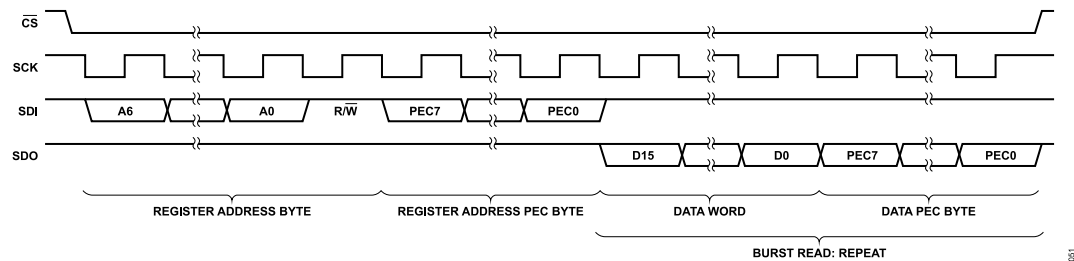 CS
SCK
SDI A6 A0 R/W PEC7 PEC0
SDO D15 D0 PEC7 PEC0
REGISTER ADDRESS BYTE REGISTER ADDRESS PEC BYTE DATA WORD DATA PEC BYTE
BURST READ: REPEAT
051